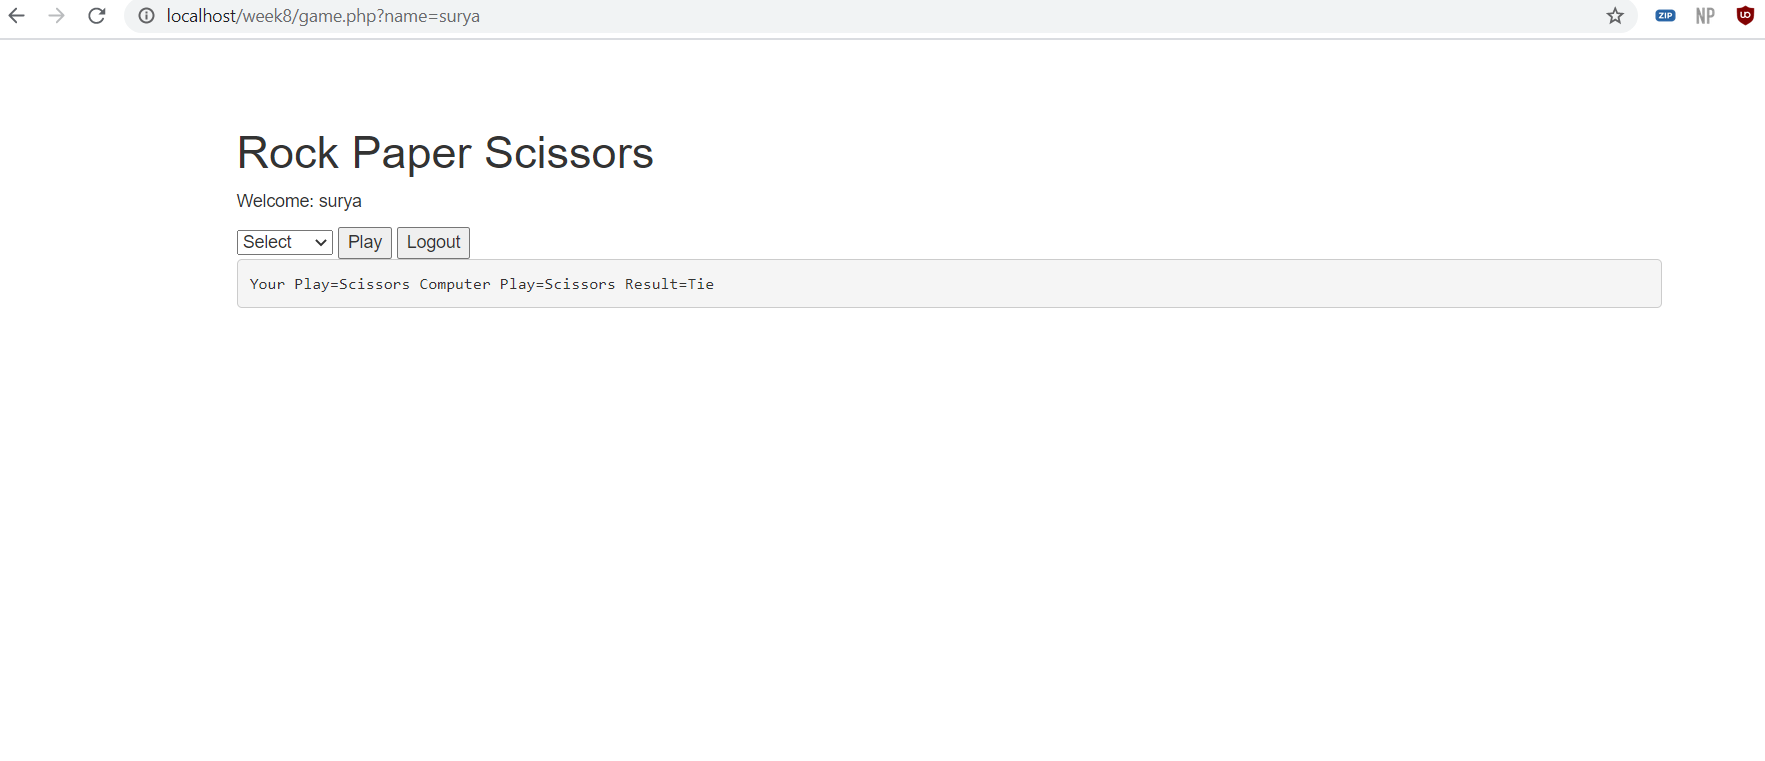 localhost/week8/game.php?name=surya
ZIP NP UO
Rock Paper Scissors
Welcome: surya
Select Play Logout
Your Play=Scissors Computer Play=Scissors Result=Tie